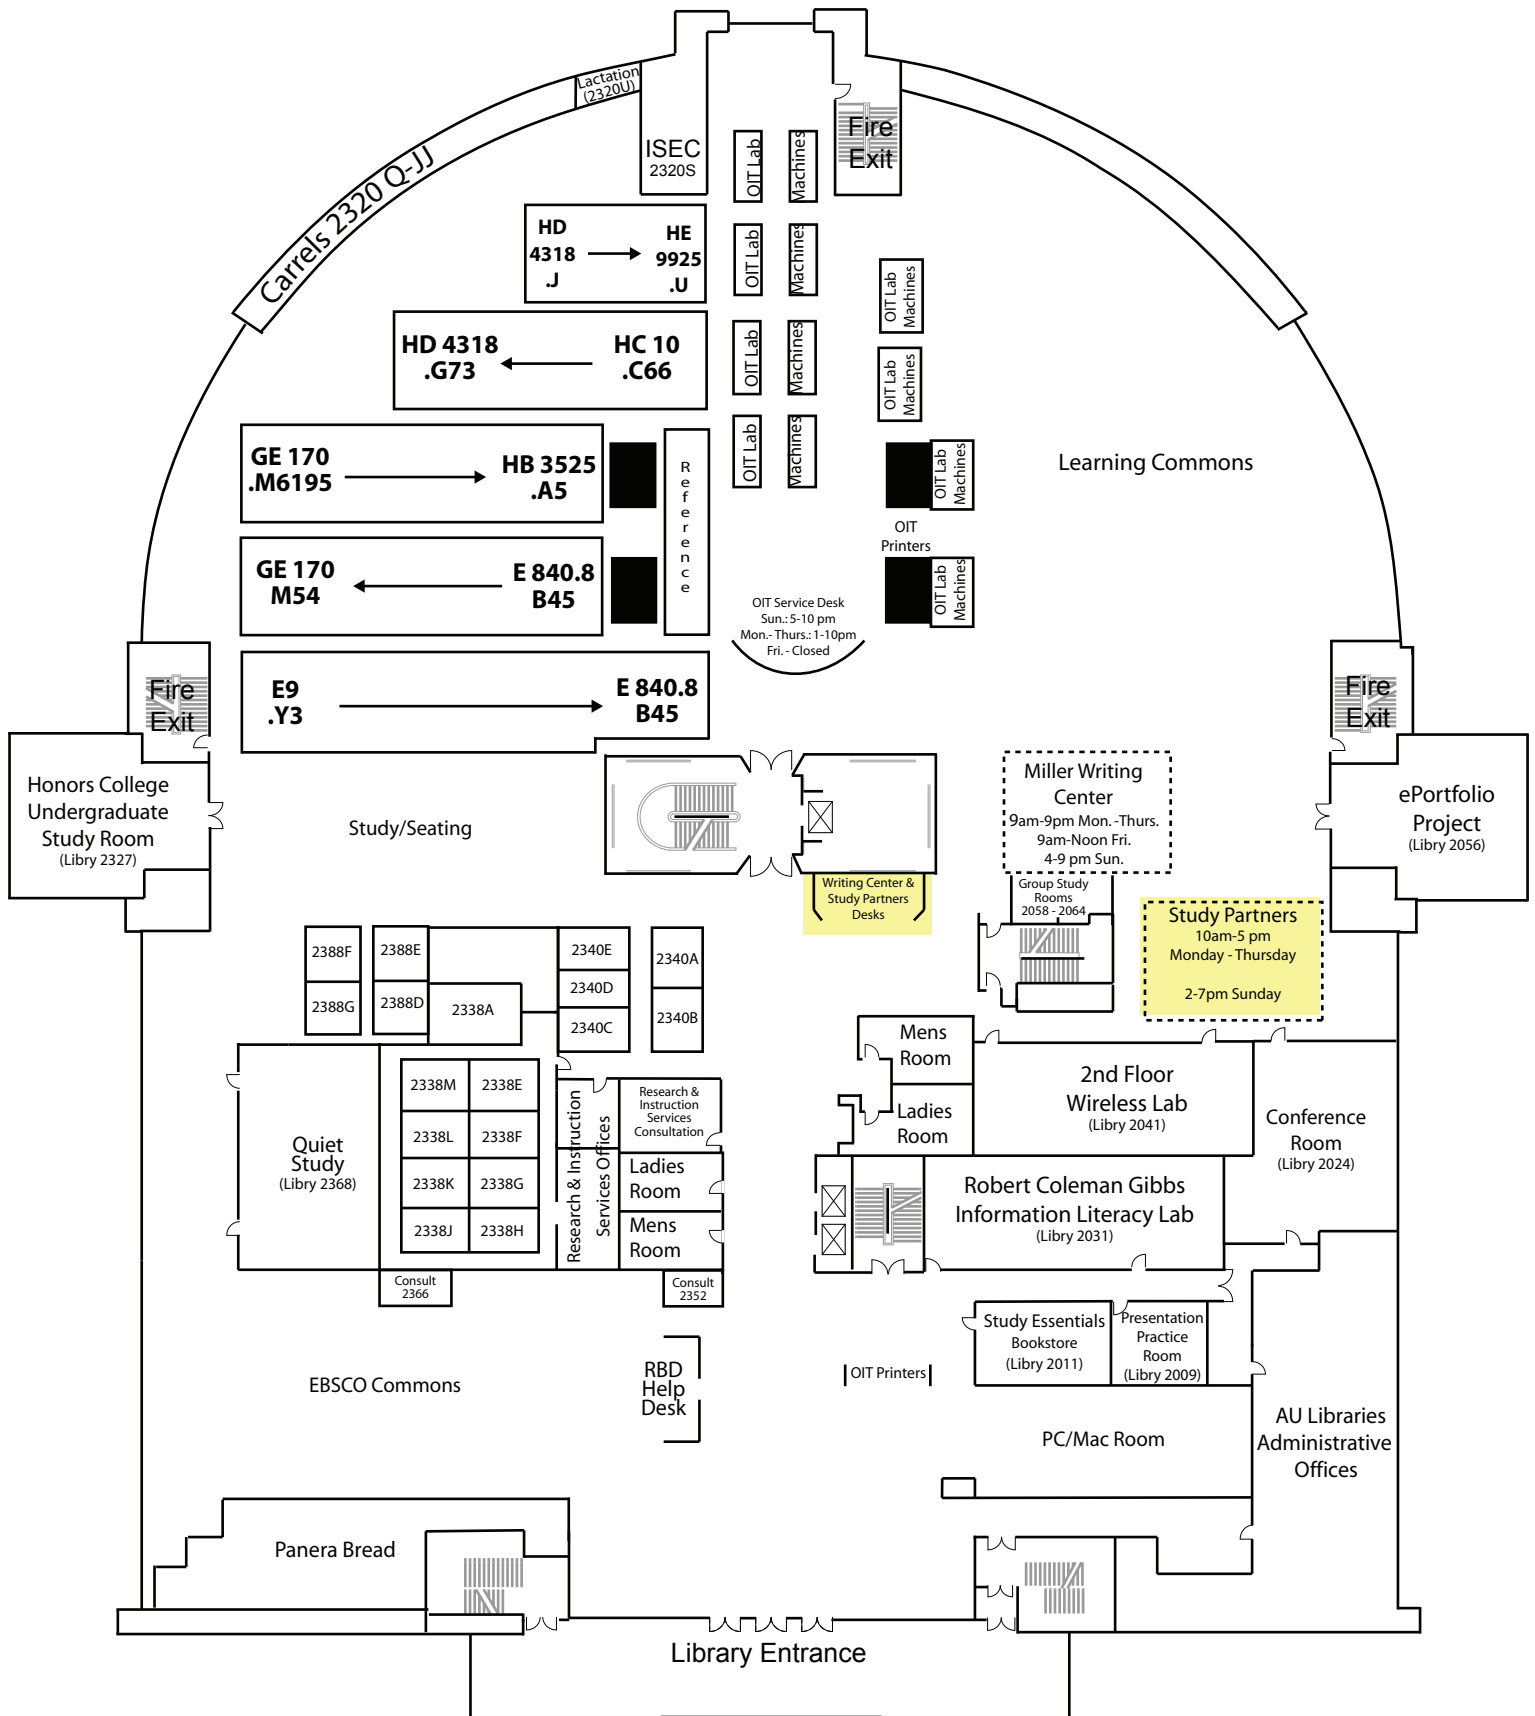 Lactation
(2320U)
Carrels 2320 Q-JJ
ISEC
2320S
Fire
Exit
OIT Lab
Machines
OIT Lab
Machines
OIT Lab
Machines
OIT Lab
Machines
OIT Lab
Machines
OIT Lab
Machines
HD
4318
.J
HE
9925
.U
HD 4318
.G73
HC 10
.C66
GE 170
.M6195
HB 3525
.A5
Reference
OIT Lab
Machines
Learning Commons
OIT
Printers
GE 170
M54
E 840.8
B45
OIT Lab
Machines
OIT Service Desk
Sun.: 5-10 pm
Mon.- Thurs.: 1-10pm
Fri. - Closed
E9
.Y3
E 840.8
B45
Fire
Exit
Fire
Exit
Honors College
Undergraduate
Study Room
(Libry 2327)
Study/Seating
Miller Writing
Center
9am-9pm Mon. -Thurs.
9am-Noon Fri.
4-9 pm Sun.
ePortfolio
Project
(Libry 2056)
Writing Center &
Study Partners
Desks
Group Study
Rooms
2058 - 2064
Study Partners
10am-5 pm
Monday - Thursday
2-7pm Sunday
2388F
2388E
2340E
2340A
2388G
2388D
2338A
2340D
2340C
2340B
Mens
Room
Ladies
Room
2nd Floor
Wireless Lab
(Libry 2041)
Conference
Room
(Libry 2024)
Quiet
Study
(Libry 2368)
2338M
2338E
2338L
2338F
2338K
2338G
2338J
2338H
Research & Instruction
Services Offices
Research &
Instruction
Services
Consultation
Ladies
Room
Mens
Room
Robert Coleman Gibbs
Information Literacy Lab
(Libry 2031)
Consult
2366
Consult
2352
Study Essentials
Bookstore
(Libry 2011)
Presentation
Practice
Room
(Libry 2009)
EBSCO Commons
RBD
Help
Desk
OIT Printers
PC/Mac Room
AU Libraries
Administrative
Offices
Panera Bread
Library Entrance